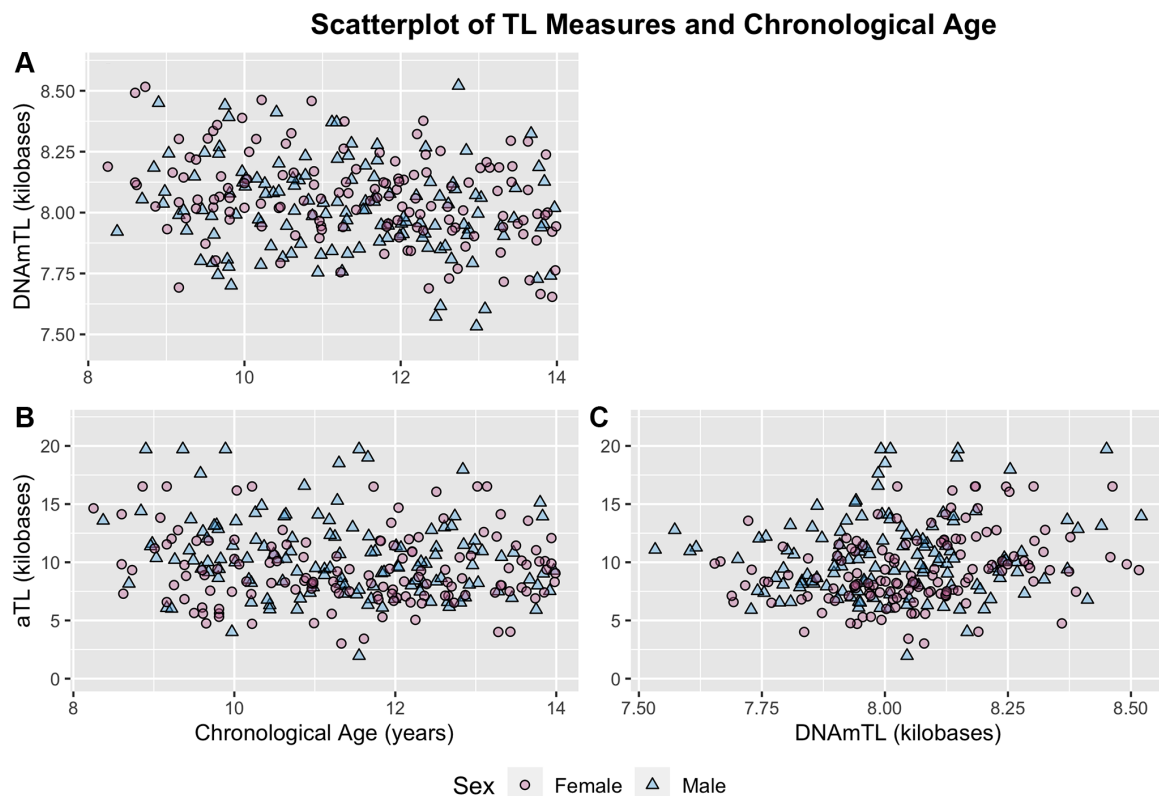 Scatterplot of TL Measures and Chronological Age
A
DNAmTL (kilobases)
8.50
8.25
8.00
7.75
7.50
8 10 12 14
B
aTL (kilobases)
20
15
10
5
0
8 10 12 14
Chronological Age (years)
C
20
15
10
5
0
7.50 7.75 8.00 8.25 8.50
DNAmTL (kilobases)
Sex Female Male